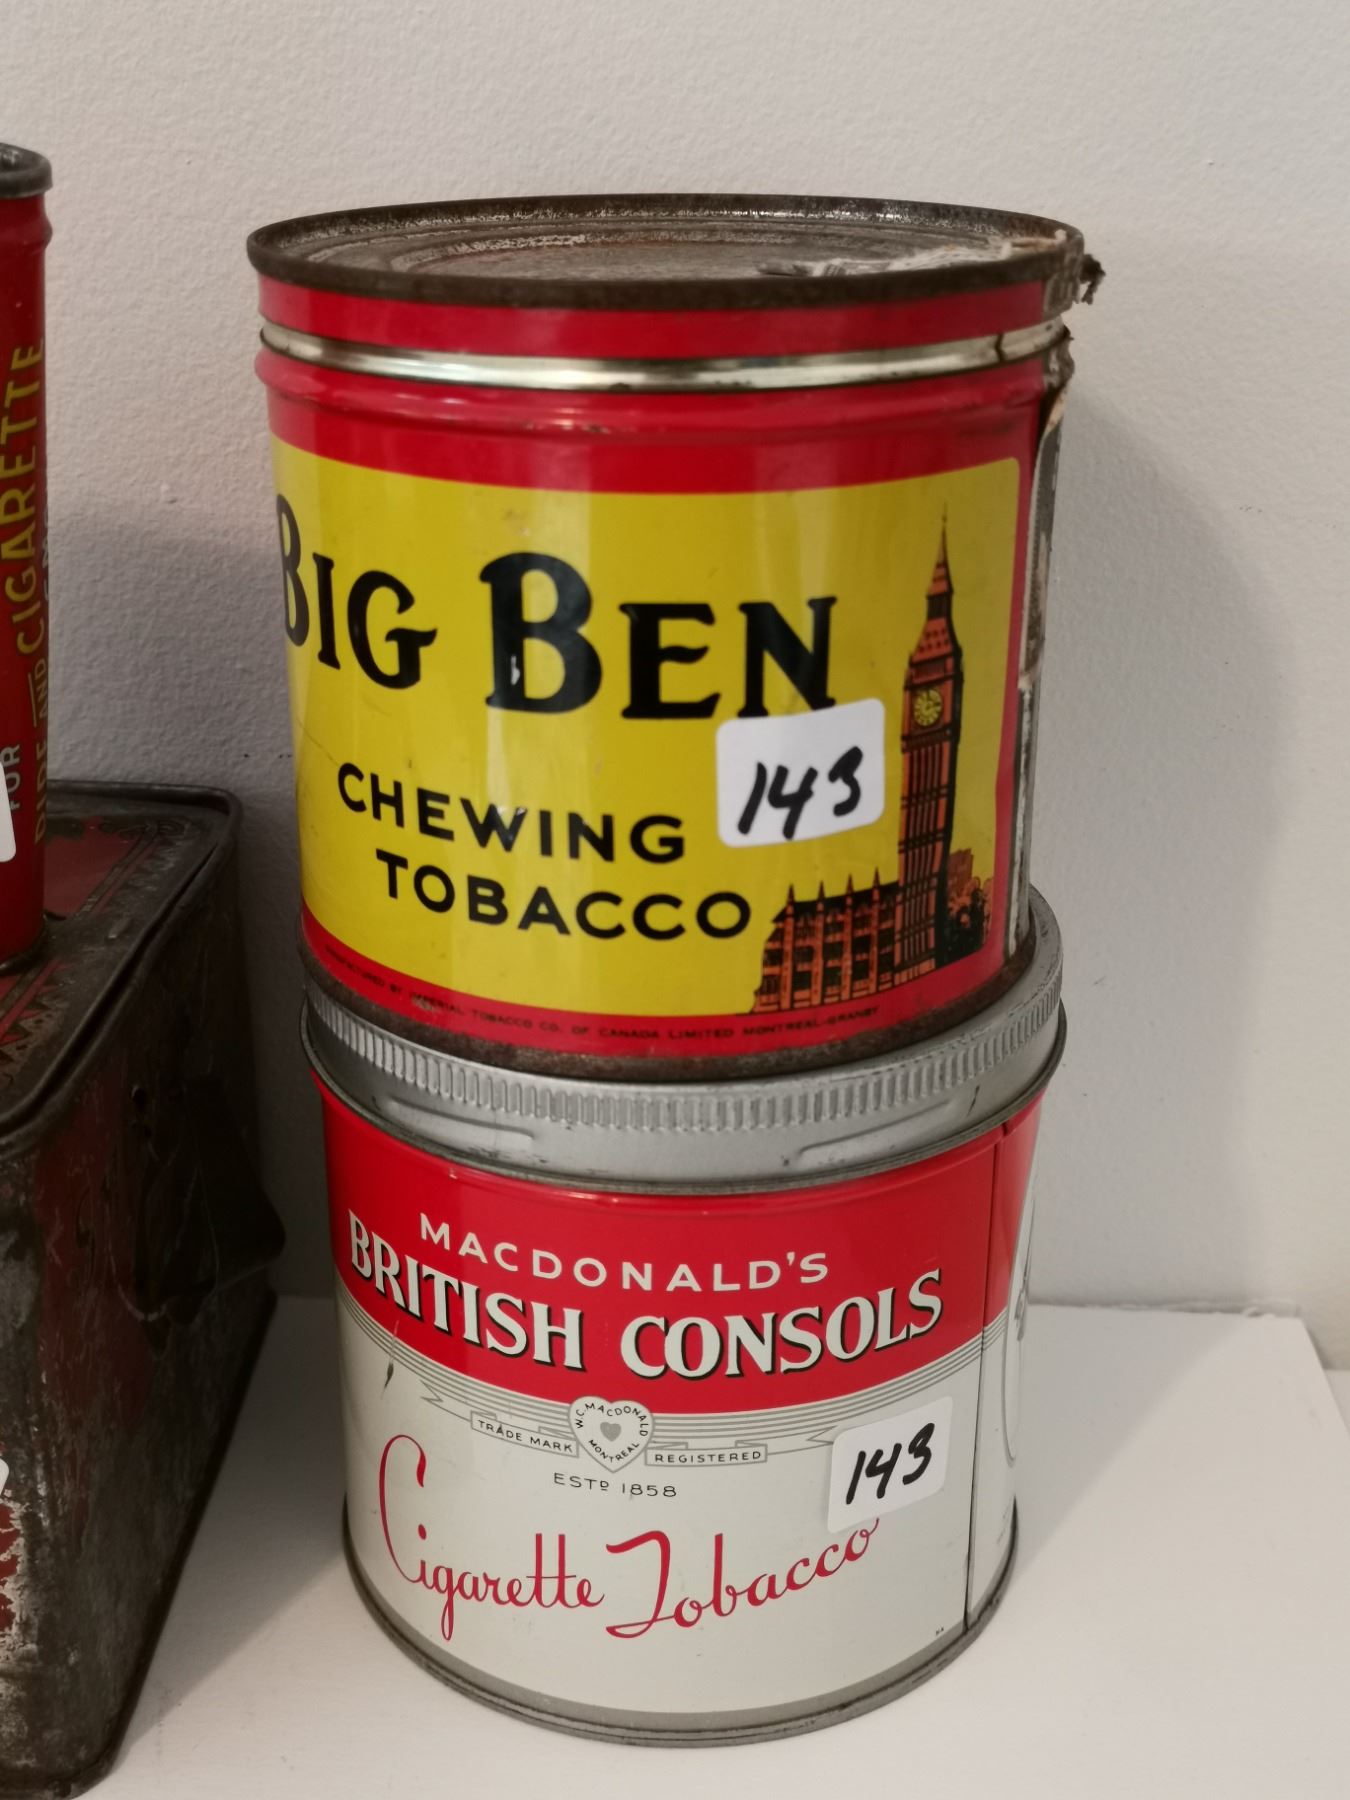 BIG BEN
CHEWING
TOBACCO
143
MANUFACTURED BY IMPERIAL TOBACCO CO. OF CANADA LIMITED MONTREAL-GRANBY
MACDONALD'S
BRITISH CONSOLS
W.C. MACDONALD
MONTREAL
TRADE MARK
REGISTERED
ESTD 1858
143
Cigarette Tobacco
FOR
AND CIGARETTE